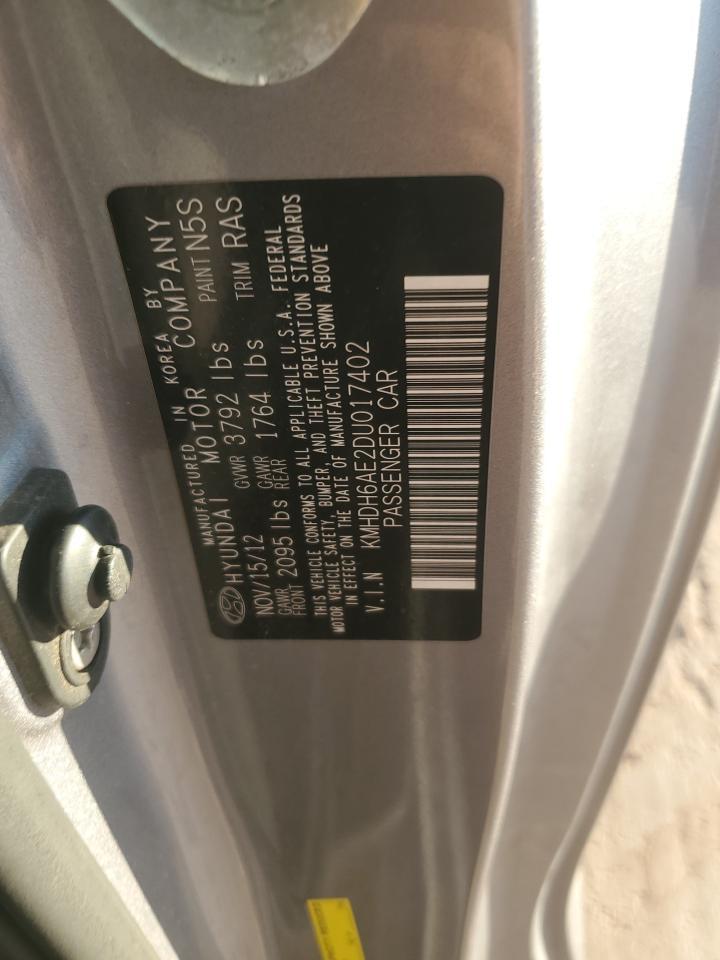 MANUFACTURED IN KOREA BY
HYUNDAI MOTOR COMPANY
NOV/15/12 GVWR 3792 lbs PAINT N5S
GAWR FRONT 2095 lbs GAWR REAR 1764 lbs TRIM RAS
THIS VEHICLE CONFORMS TO ALL APPLICABLE U.S.A. FEDERAL
MOTOR VEHICLE SAFETY, BUMPER, AND THEFT PREVENTION STANDARDS
IN EFFECT ON THE DATE OF MANUFACTURE SHOWN ABOVE
V.I.N KMHDH6AE2DU017402
PASSENGER CAR